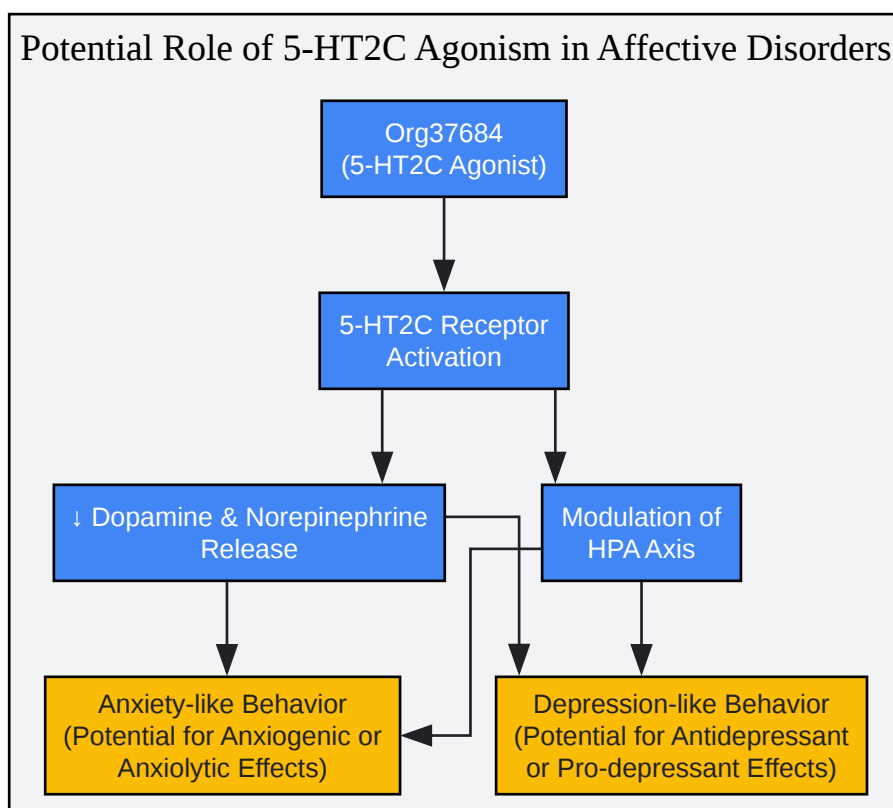 Potential Role of 5-HT2C Agonism in Affective Disorders
Org37684
(5-HT2C Agonist)
5-HT2C Receptor
Activation
↓ Dopamine & Norepinephrine
Release
Modulation of
HPA Axis
Anxiety-like Behavior
(Potential for Anxiogenic or
Anxiolytic Effects)
Depression-like Behavior
(Potential for Antidepressant
or Pro-depressant Effects)